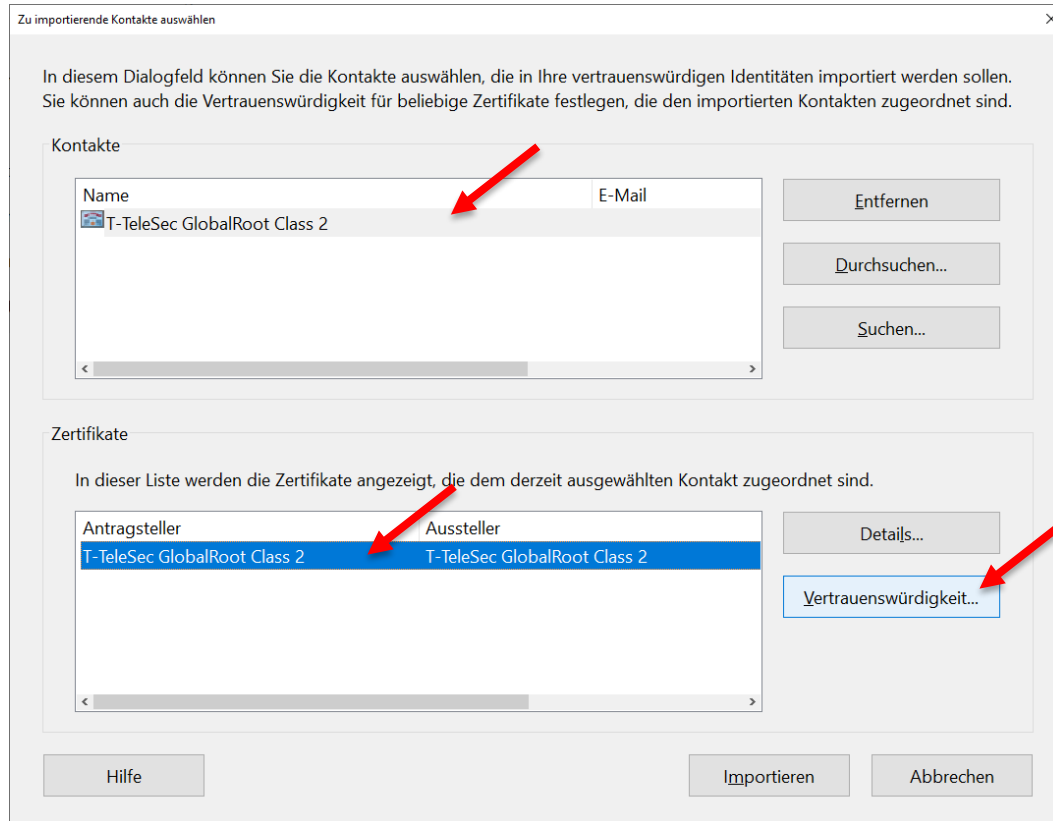 Zu importierende Kontakte auswählen
In diesem Dialogfeld können Sie die Kontakte auswählen, die in Ihre vertrauenswürdigen Identitäten importiert werden sollen.
Sie können auch die Vertrauenswürdigkeit für beliebige Zertifikate festlegen, die den importierten Kontakten zugeordnet sind.
Kontakte
Name E-Mail
T-TeleSec GlobalRoot Class 2
Entfernen
Durchsuchen...
Suchen...
Zertifikate
In dieser Liste werden die Zertifikate angezeigt, die dem derzeit ausgewählten Kontakt zugeordnet sind.
Antragsteller Aussteller
T-TeleSec GlobalRoot Class 2 T-TeleSec GlobalRoot Class 2
Details...
Vertrauenswürdigkeit...
Hilfe Importieren Abbrechen